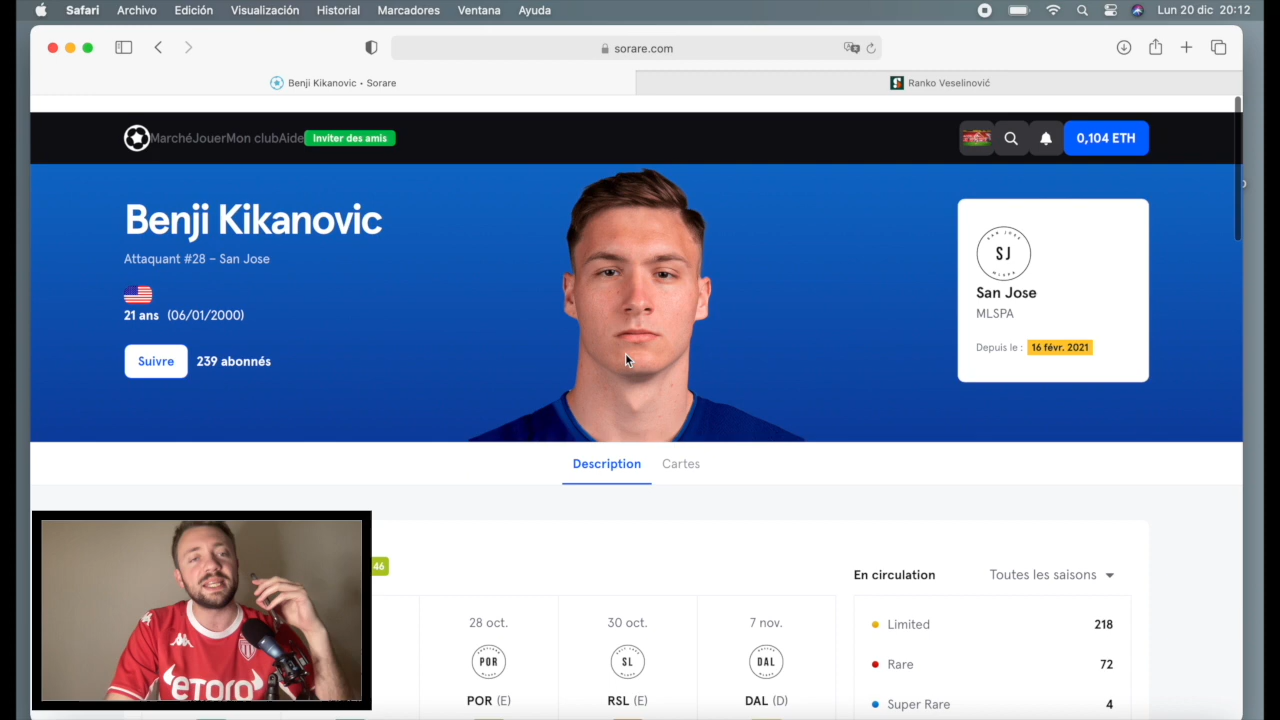 Safari Archivo Edición Visualización Historial Marcadores Ventana Ayuda Lun 20 dic 20:12
sorare.com
Benji Kikanovic • Sorare
Ranko Veselinović
MarchéJouerMon clubAide Inviter des amis 0,104 ETH
Benji Kikanovic
Attaquant #28 – San Jose
21 ans (06/01/2000)
Suivre 239 abonnés
SAN JOSE
SJ
MLSPA
San Jose
MLSPA
Depuis le : 16 févr. 2021
Description Cartes
46
En circulation Toutes les saisons
28 oct. 30 oct. 7 nov.
POR SL DAL
POR (E) RSL (E) DAL (D)
Limited 218
Rare 72
Super Rare 4
etoro